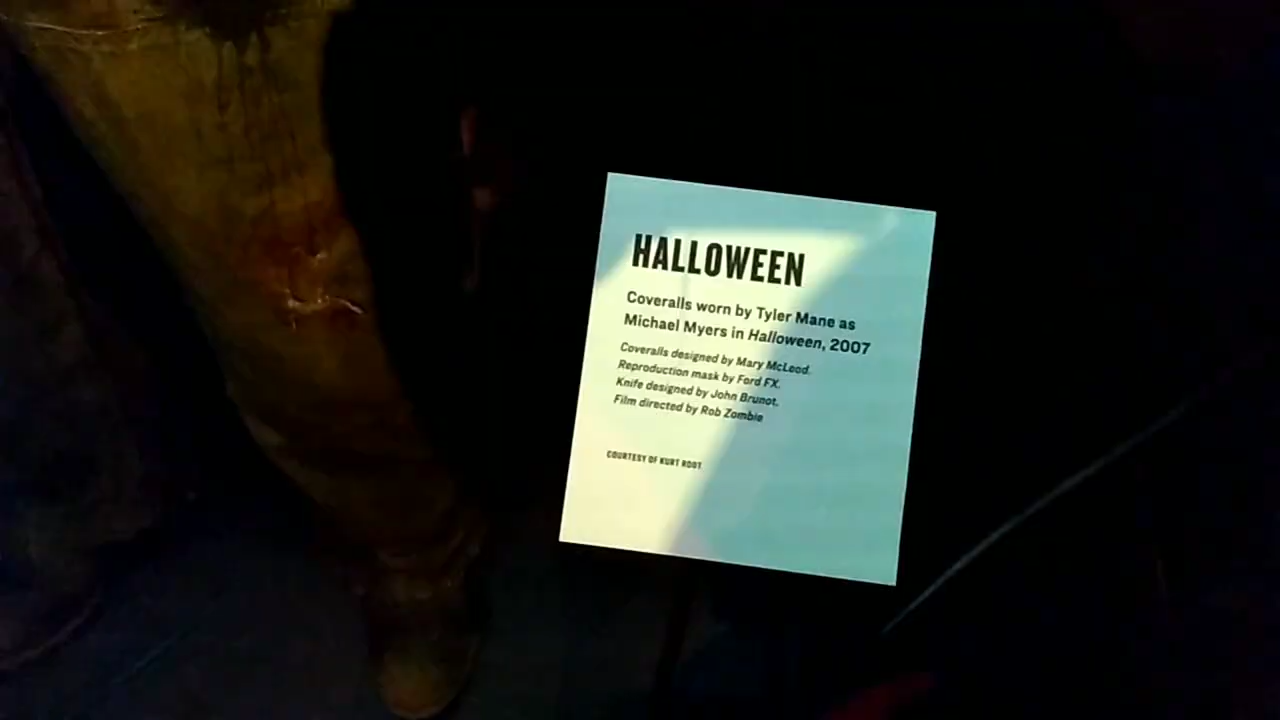 HALLOWEEN
Coveralls worn by Tyler Mane as
Michael Myers in Halloween, 2007
Coveralls designed by Mary McLeod.
Reproduction mask by Ford FX.
Knife designed by John Brunot.
Film directed by Rob Zombie
COURTESY OF KURT ROOT